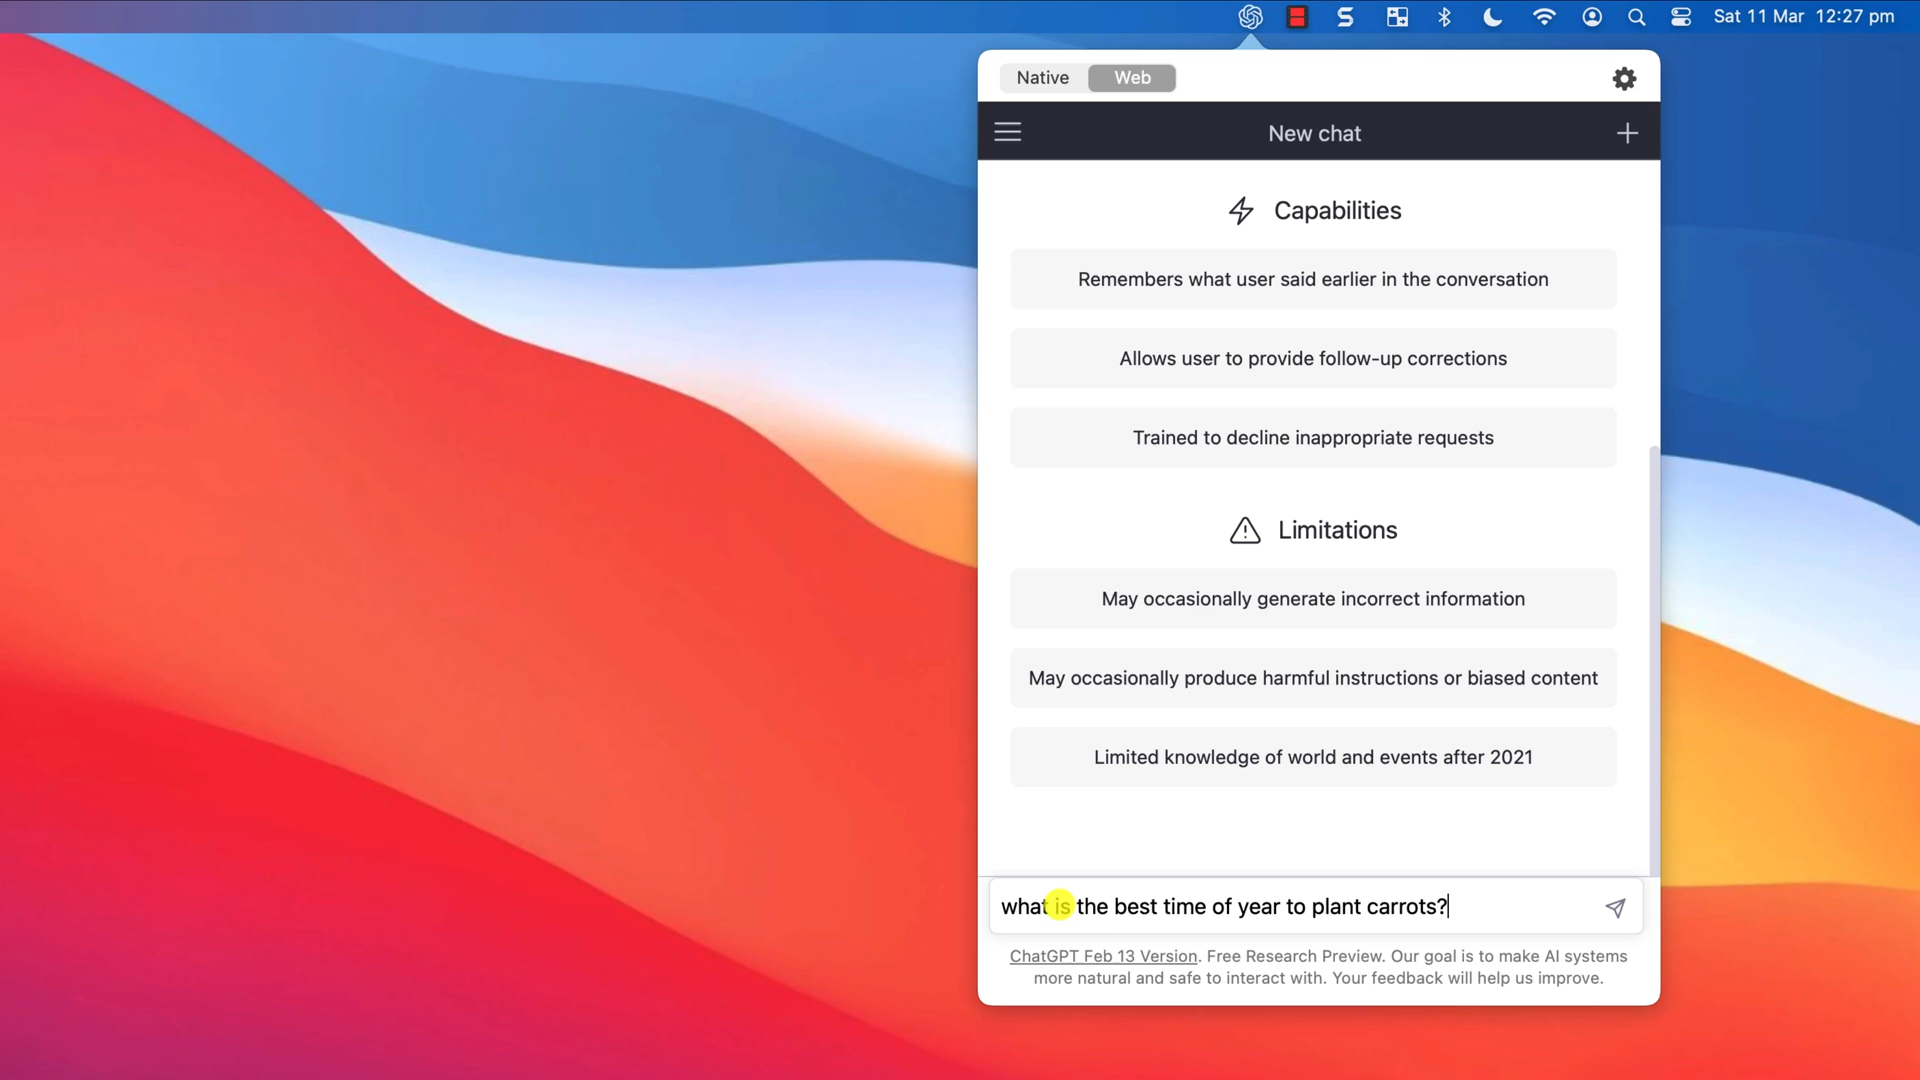 Sat 11 Mar 12:27 pm
Native Web
New chat
Capabilities
Remembers what user said earlier in the conversation
Allows user to provide follow-up corrections
Trained to decline inappropriate requests
Limitations
May occasionally generate incorrect information
May occasionally produce harmful instructions or biased content
Limited knowledge of world and events after 2021
what is the best time of year to plant carrots?
ChatGPT Feb 13 Version. Free Research Preview. Our goal is to make AI systems
more natural and safe to interact with. Your feedback will help us improve.